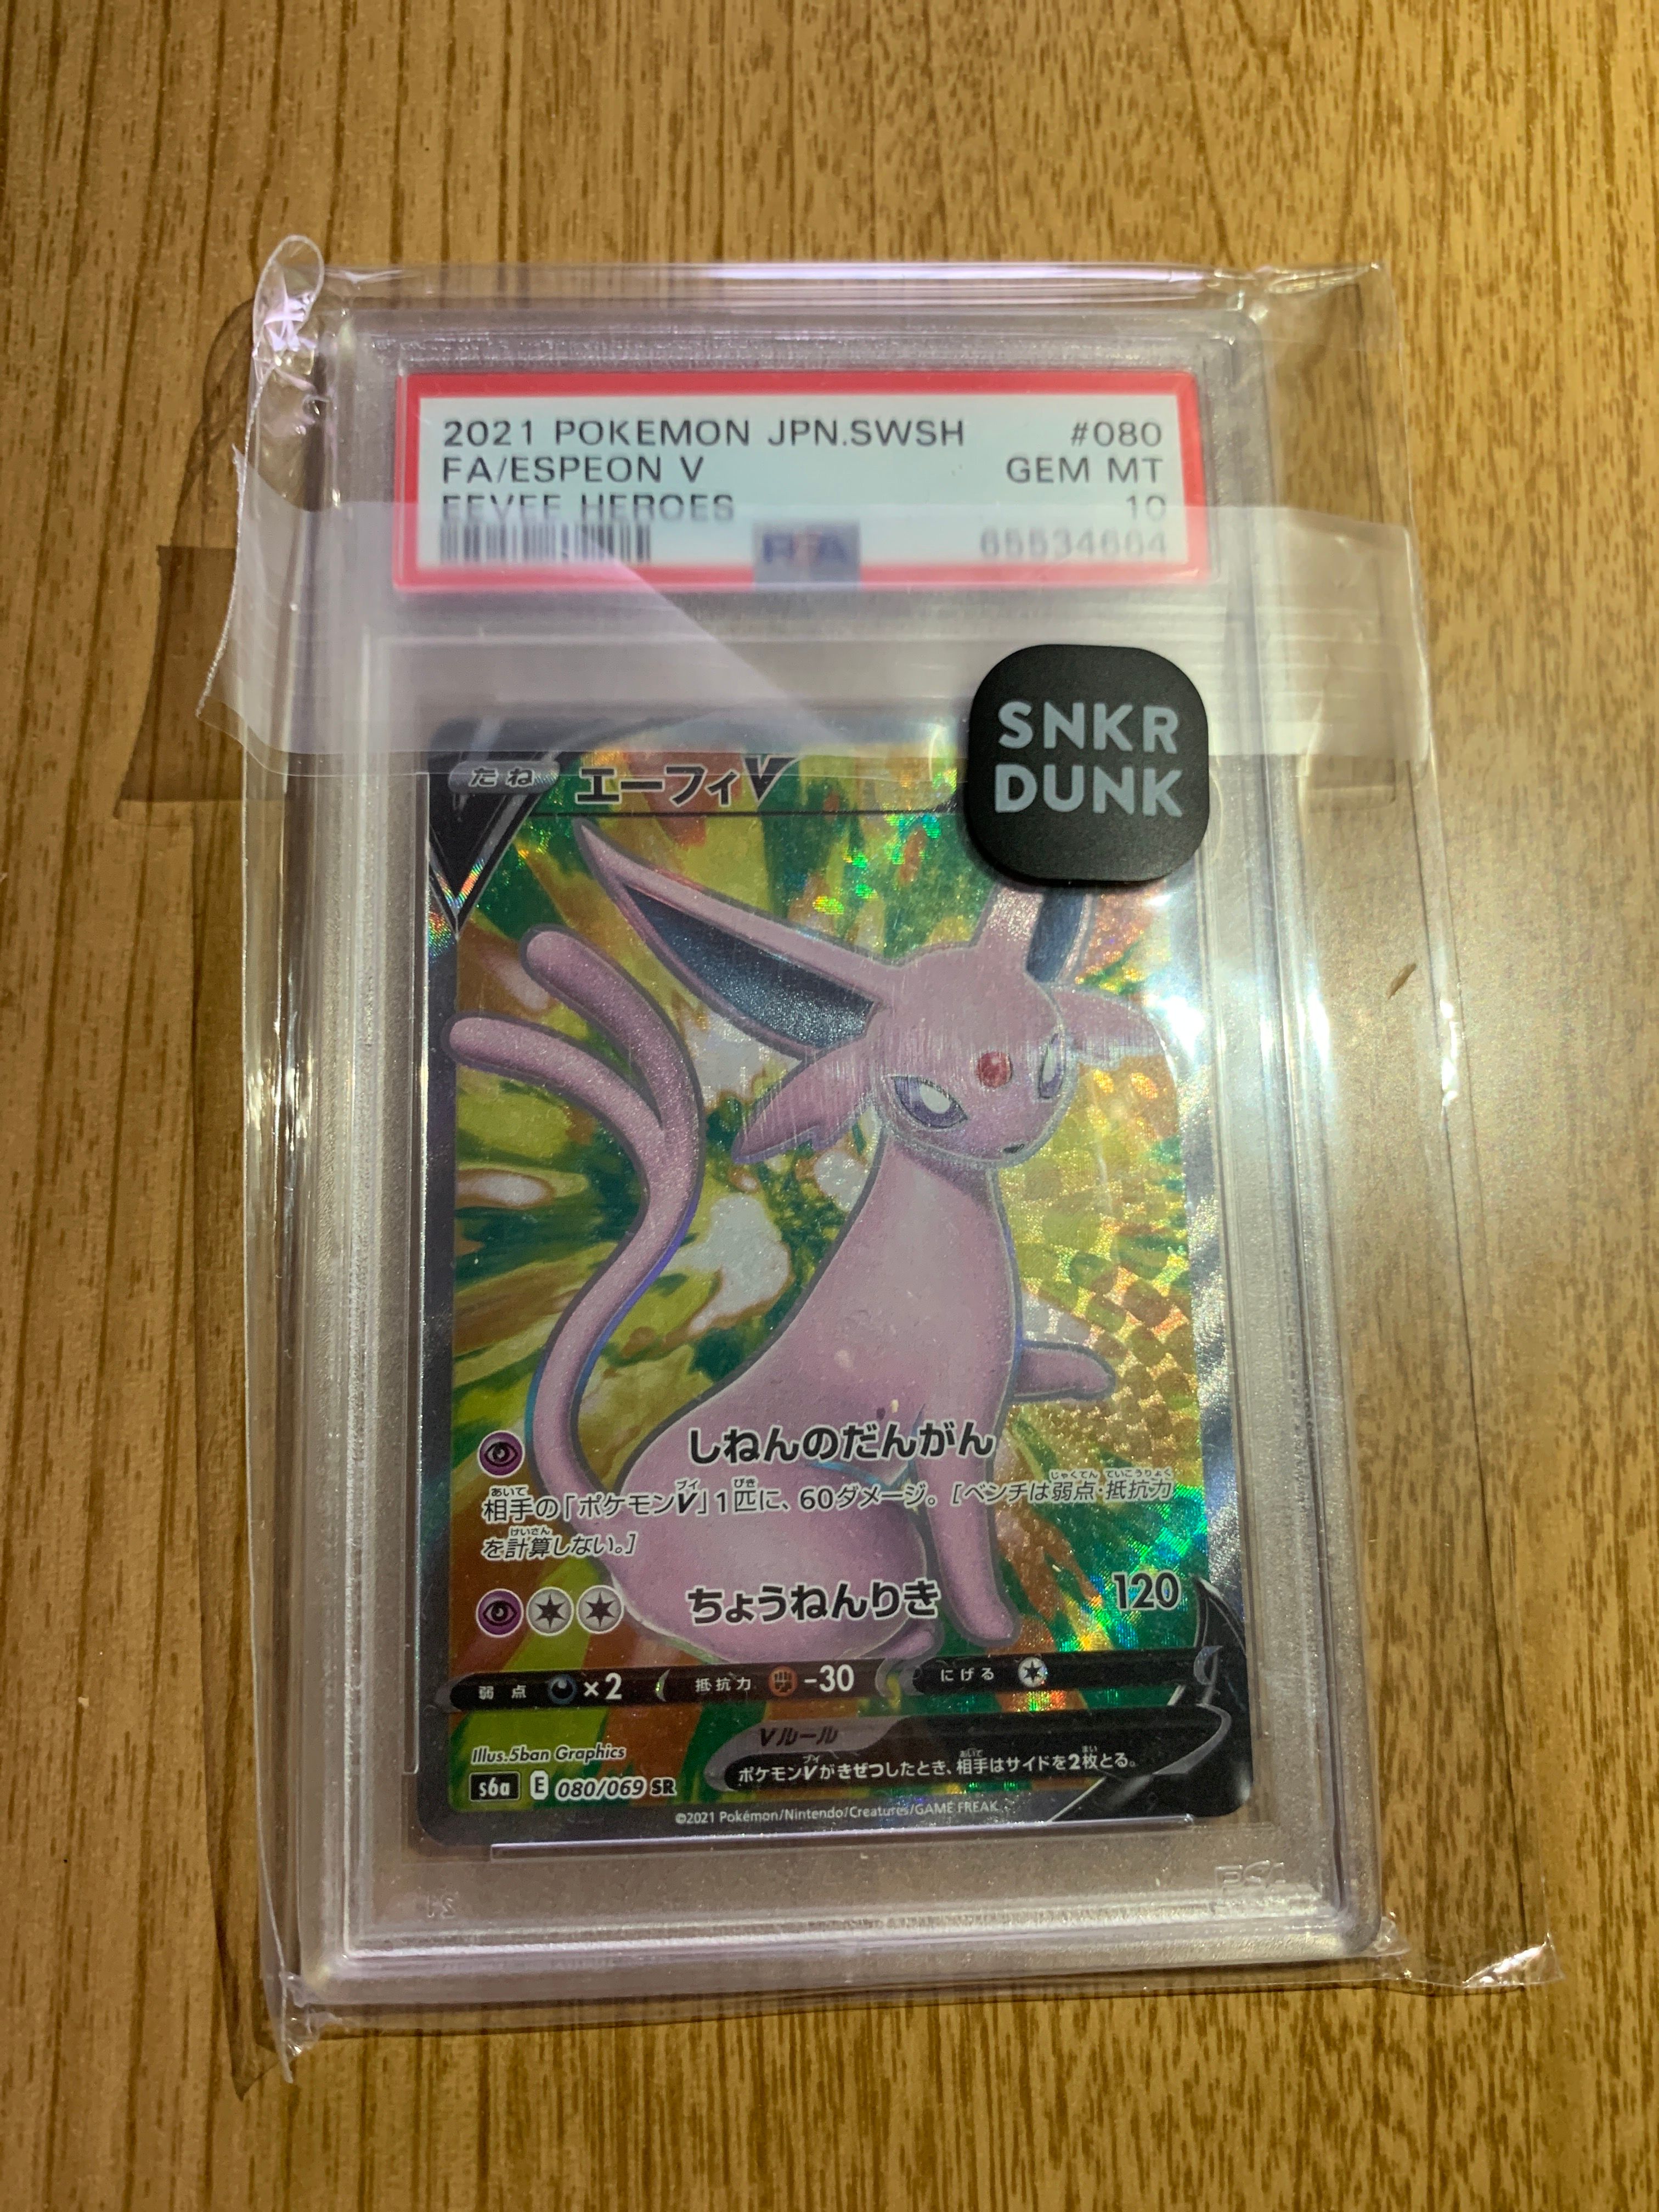 2021 POKEMON JPN.SWSH #080
FA/ESPEON V GEM MT
EEVEE HEROES 10
PSA 65534664
SNKR
DUNK
たね エーフィV
しねんのだんがん
相手の「ポケモンV」1匹に、60ダメージ。[ベンチは弱点・抵抗力
を計算しない。]
ちょうねんりき 120
弱点 ×2 抵抗力 -30 にげる
Vルール
ポケモンVがきぜつしたとき、相手はサイドを2枚とる。
Illus.5ban Graphics
s6a E 080/069 SR
©2021 Pokémon/Nintendo/Creatures/GAME FREAK
PSA